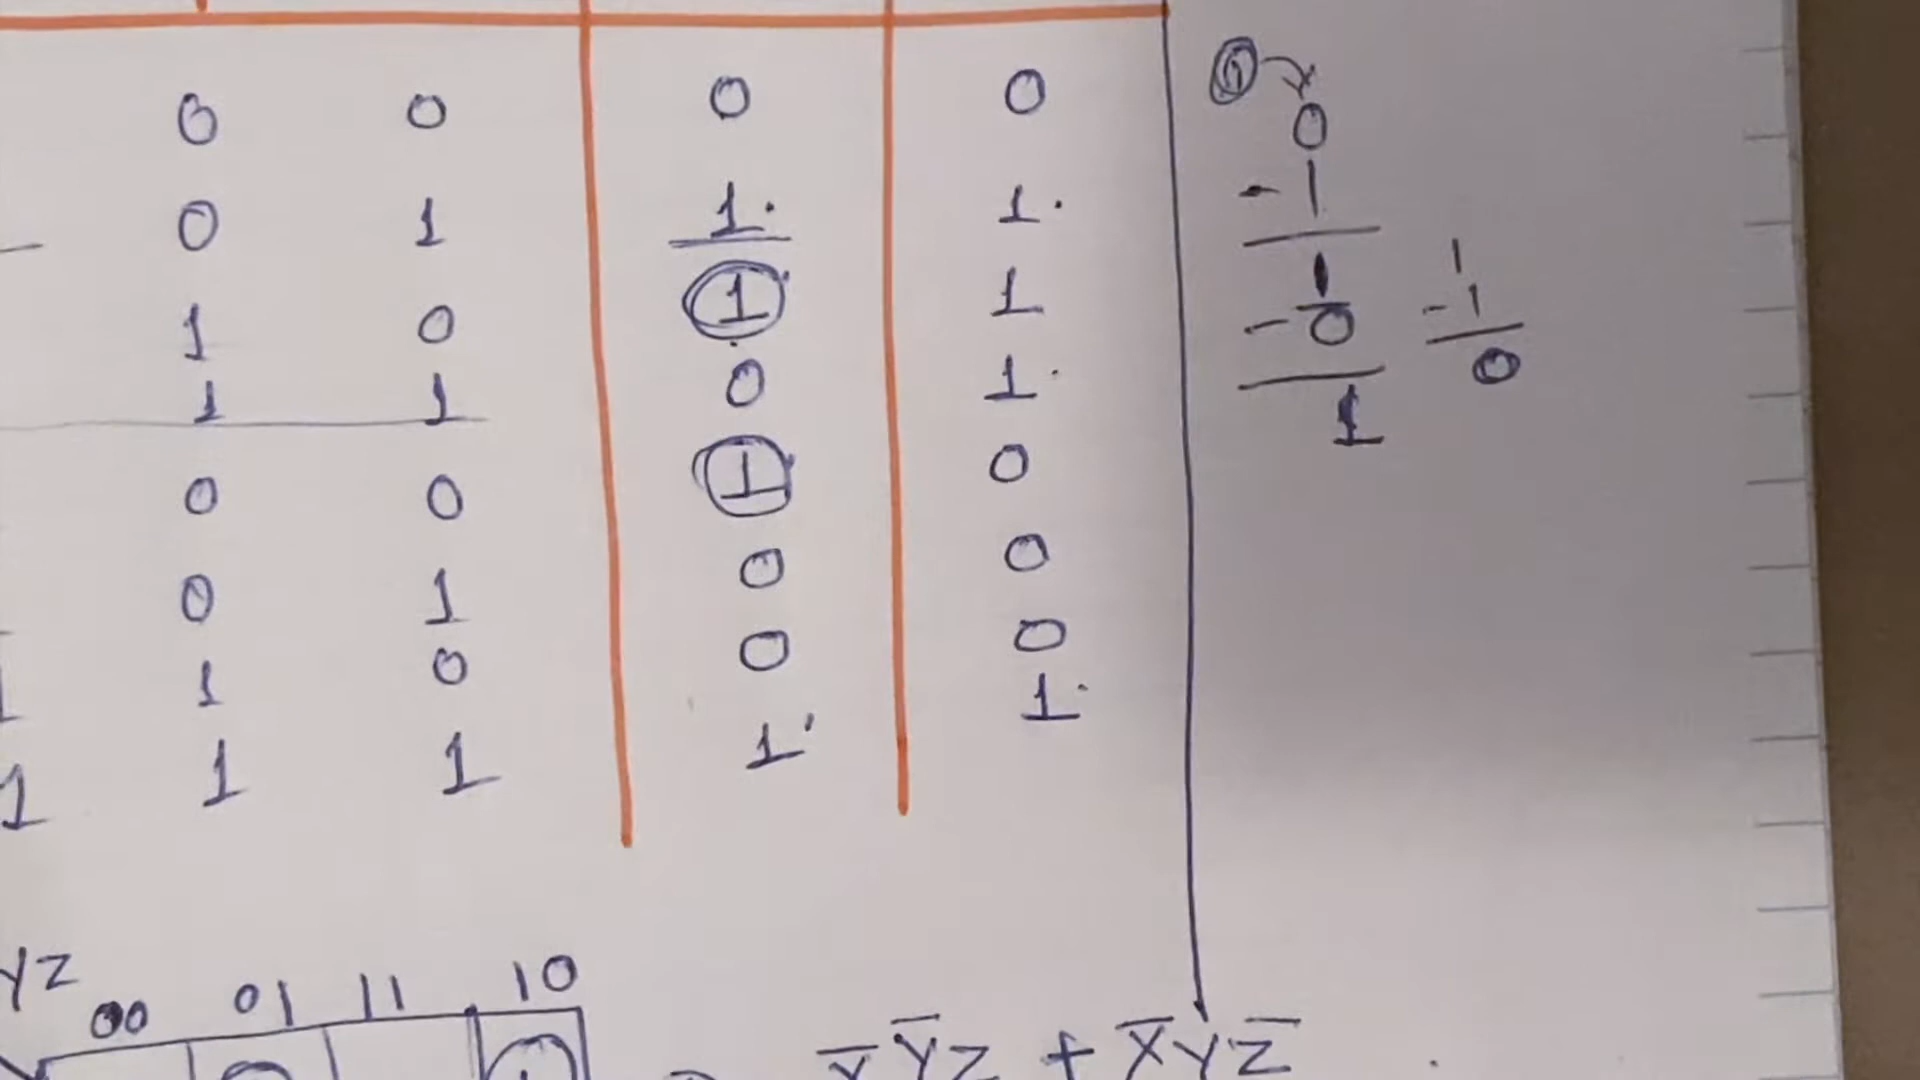 0 0 0 0
0 1 1. 1.
1 0 1 1
1 1 0 1.
0 0 1 0
0 1 0 0
1 0 0 0
1 1 1 1 1.
0
- 1
1
- 0
1
1
- 1
0
YZ
00 01 11 10
X̅Y̅Z + X̅YZ̅